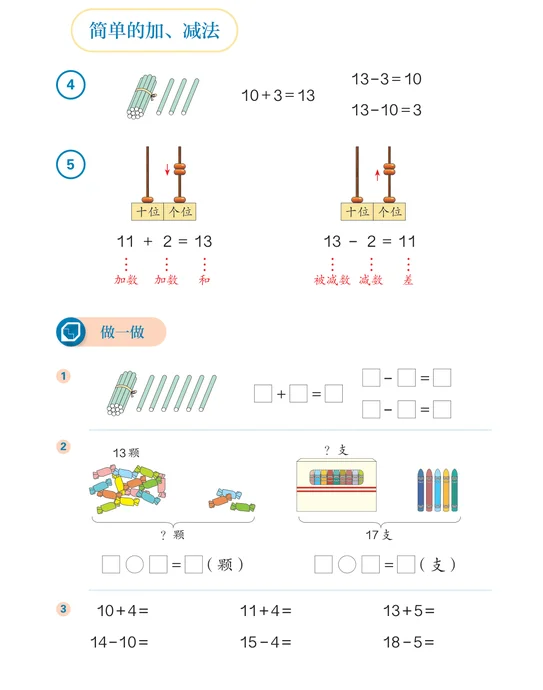 简单的加、减法
4
10+3=13
13-3=10
13-10=3
5
十位 个位
十位 个位
11 + 2 = 13
加数 加数 和
13 - 2 = 11
被减数 减数 差
做一做
1
□+□=□
□-□=□
□-□=□
2
13颗
? 颗
□○□=□(颗)
? 支
17支
□○□=□(支)
3
10+4= 11+4= 13+5=
14-10= 15-4= 18-5=